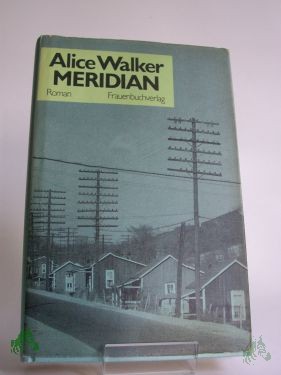 Alice Walker
MERIDIAN
Roman Frauenbuchverlag